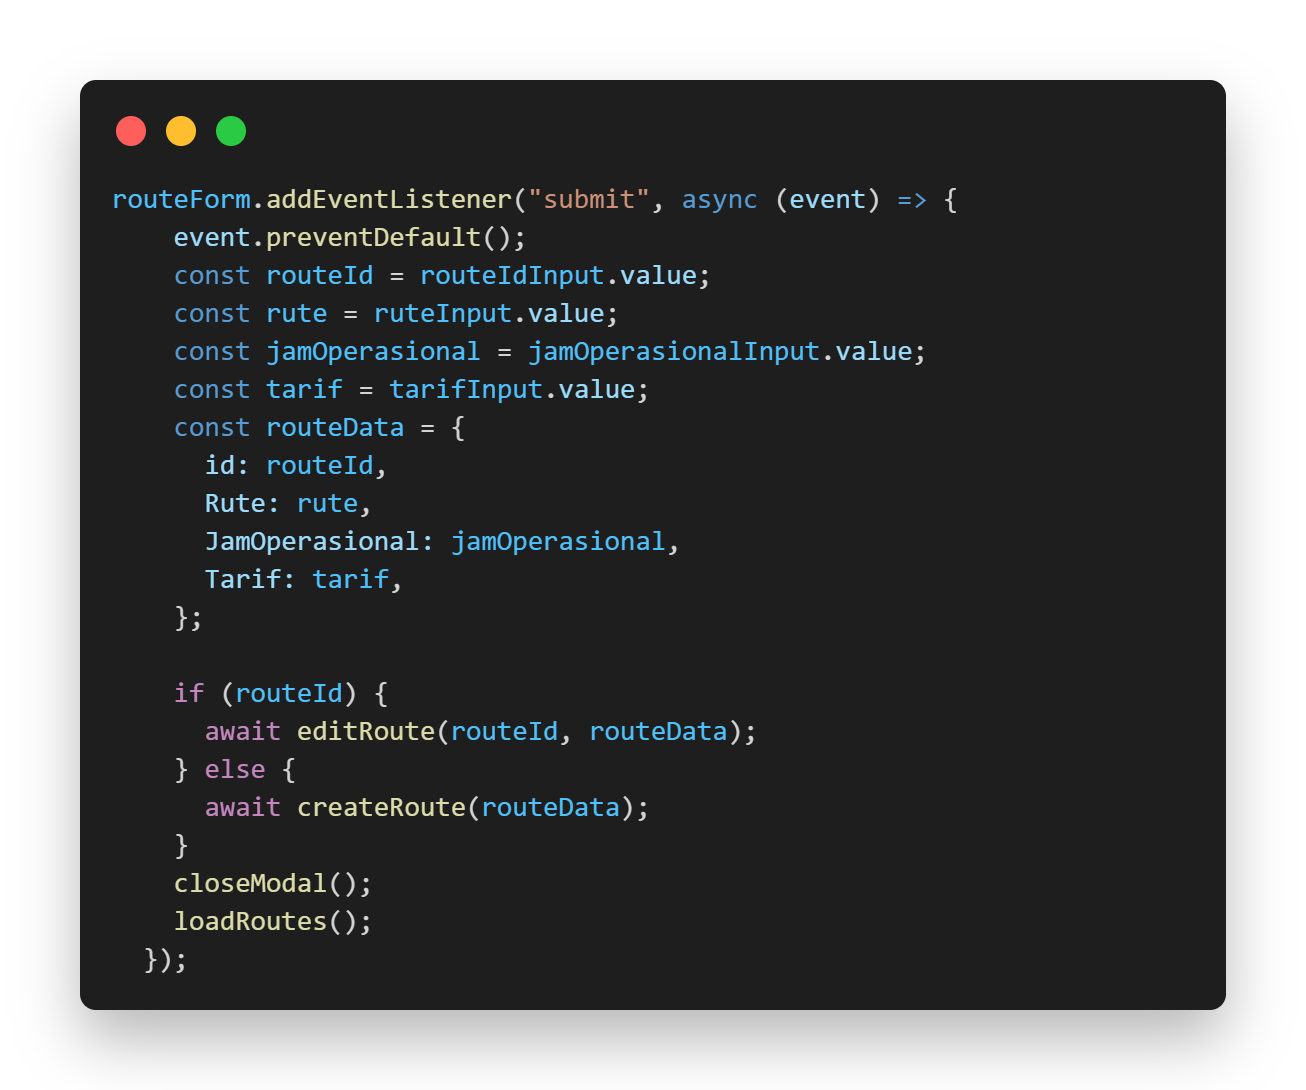 routeForm.addEventListener("submit", async (event) => {
    event.preventDefault();
    const routeId = routeIdInput.value;
    const rute = ruteInput.value;
    const jamOperasional = jamOperasionalInput.value;
    const tarif = tarifInput.value;
    const routeData = {
      id: routeId,
      Rute: rute,
      JamOperasional: jamOperasional,
      Tarif: tarif,
    };

    if (routeId) {
      await editRoute(routeId, routeData);
    } else {
      await createRoute(routeData);
    }
    closeModal();
    loadRoutes();
  });